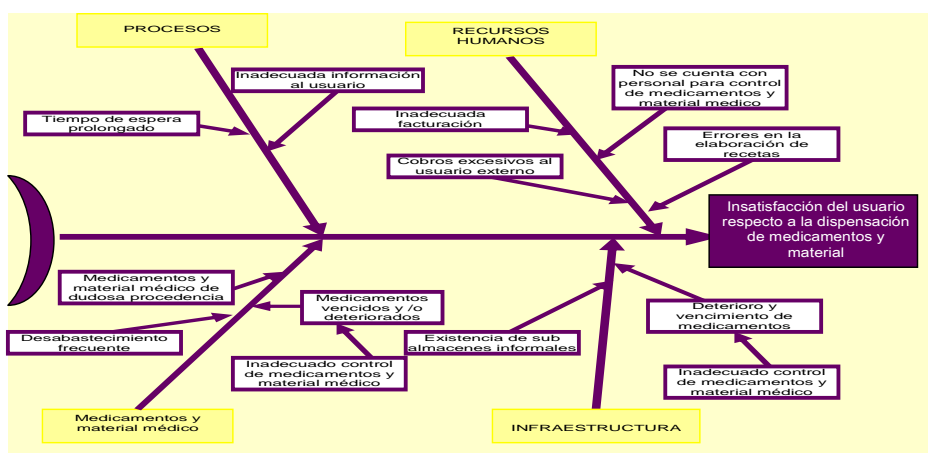 PROCESOS
RECURSOS
HUMANOS
Inadecuada información
al usuario
No se cuenta con
personal para control
de medicamentos y
material medico
Tiempo de espera
prolongado
Inadecuada
facturación
Errores en la
elaboración de
recetas
Cobros excesivos al
usuario externo
Insatisfacción del usuario
respecto a la dispensación
de medicamentos y
material
Medicamentos y
material médico de
dudosa procedencia
Medicamentos
vencidos y /o
deteriorados
Deterioro y
vencimiento de
medicamentos
Desabastecimiento
frecuente
Existencia de sub
almacenes informales
Inadecuado control
de medicamentos y
material médico
Inadecuado control
de medicamentos y
material médico
Medicamentos y
material médico
INFRAESTRUCTURA